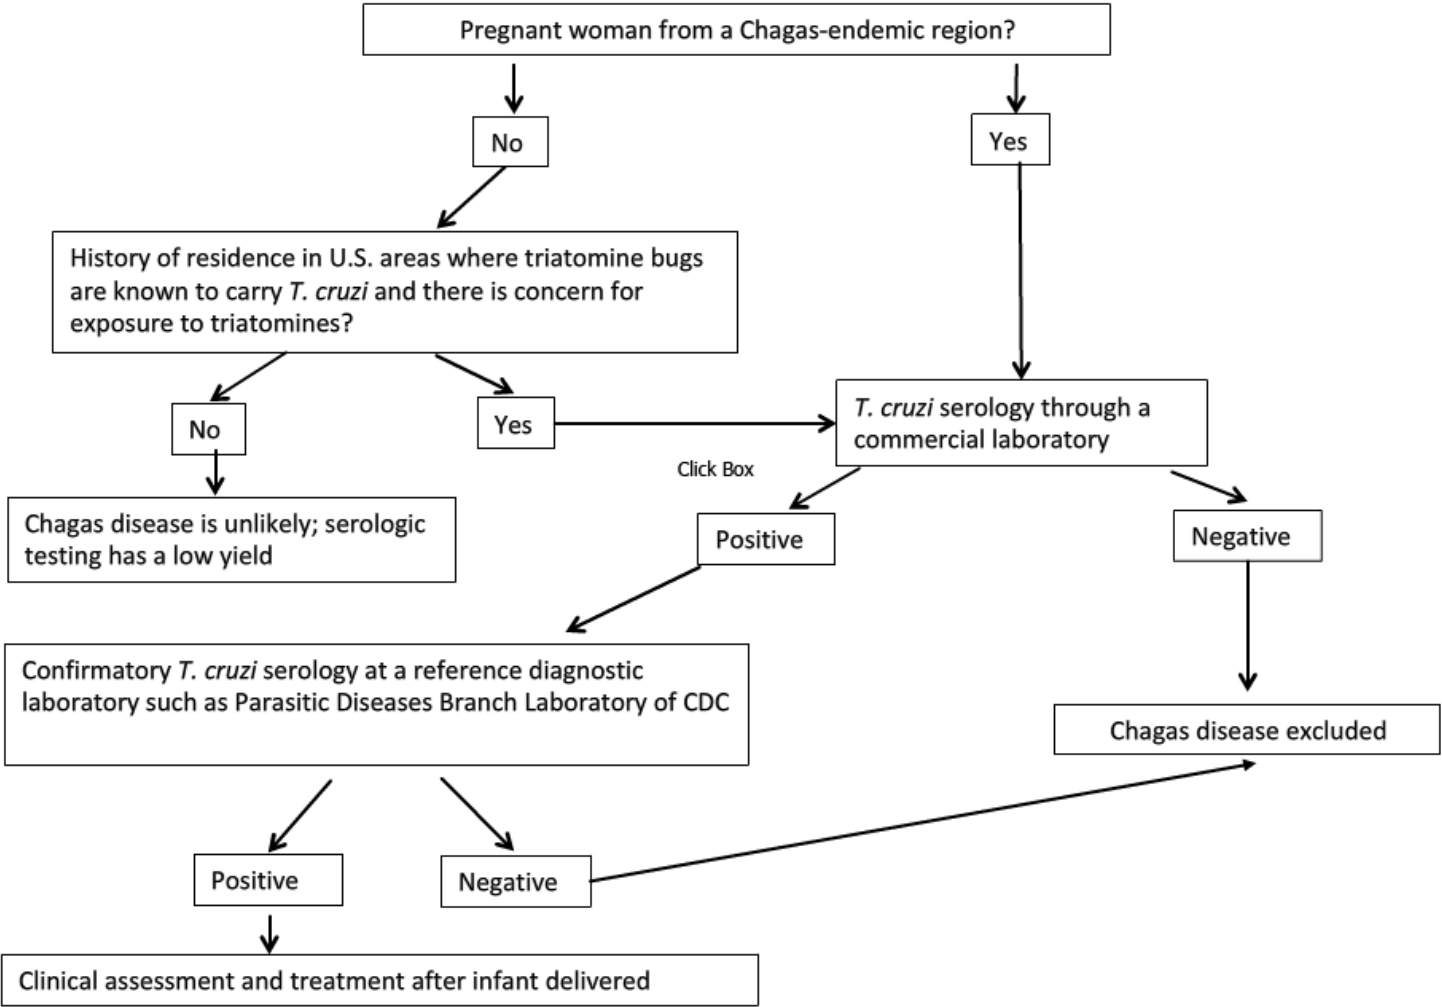 Pregnant woman from a Chagas-endemic region?
No
Yes
History of residence in U.S. areas where triatomine bugs
are known to carry T. cruzi and there is concern for
exposure to triatomines?
No
Yes
T. cruzi serology through a
commercial laboratory
Click Box
Chagas disease is unlikely; serologic
testing has a low yield
Positive
Negative
Confirmatory T. cruzi serology at a reference diagnostic
laboratory such as Parasitic Diseases Branch Laboratory of CDC
Chagas disease excluded
Positive
Negative
Clinical assessment and treatment after infant delivered